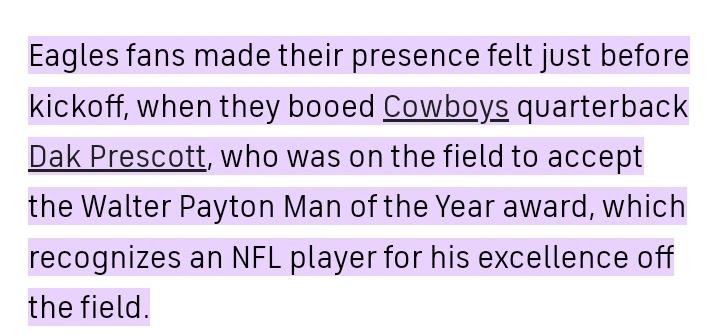 Eagles fans made their presence felt just before
kickoff, when they booed Cowboys quarterback
Dak Prescott, who was on the field to accept
the Walter Payton Man of the Year award, which
recognizes an NFL player for his excellence off
the field.